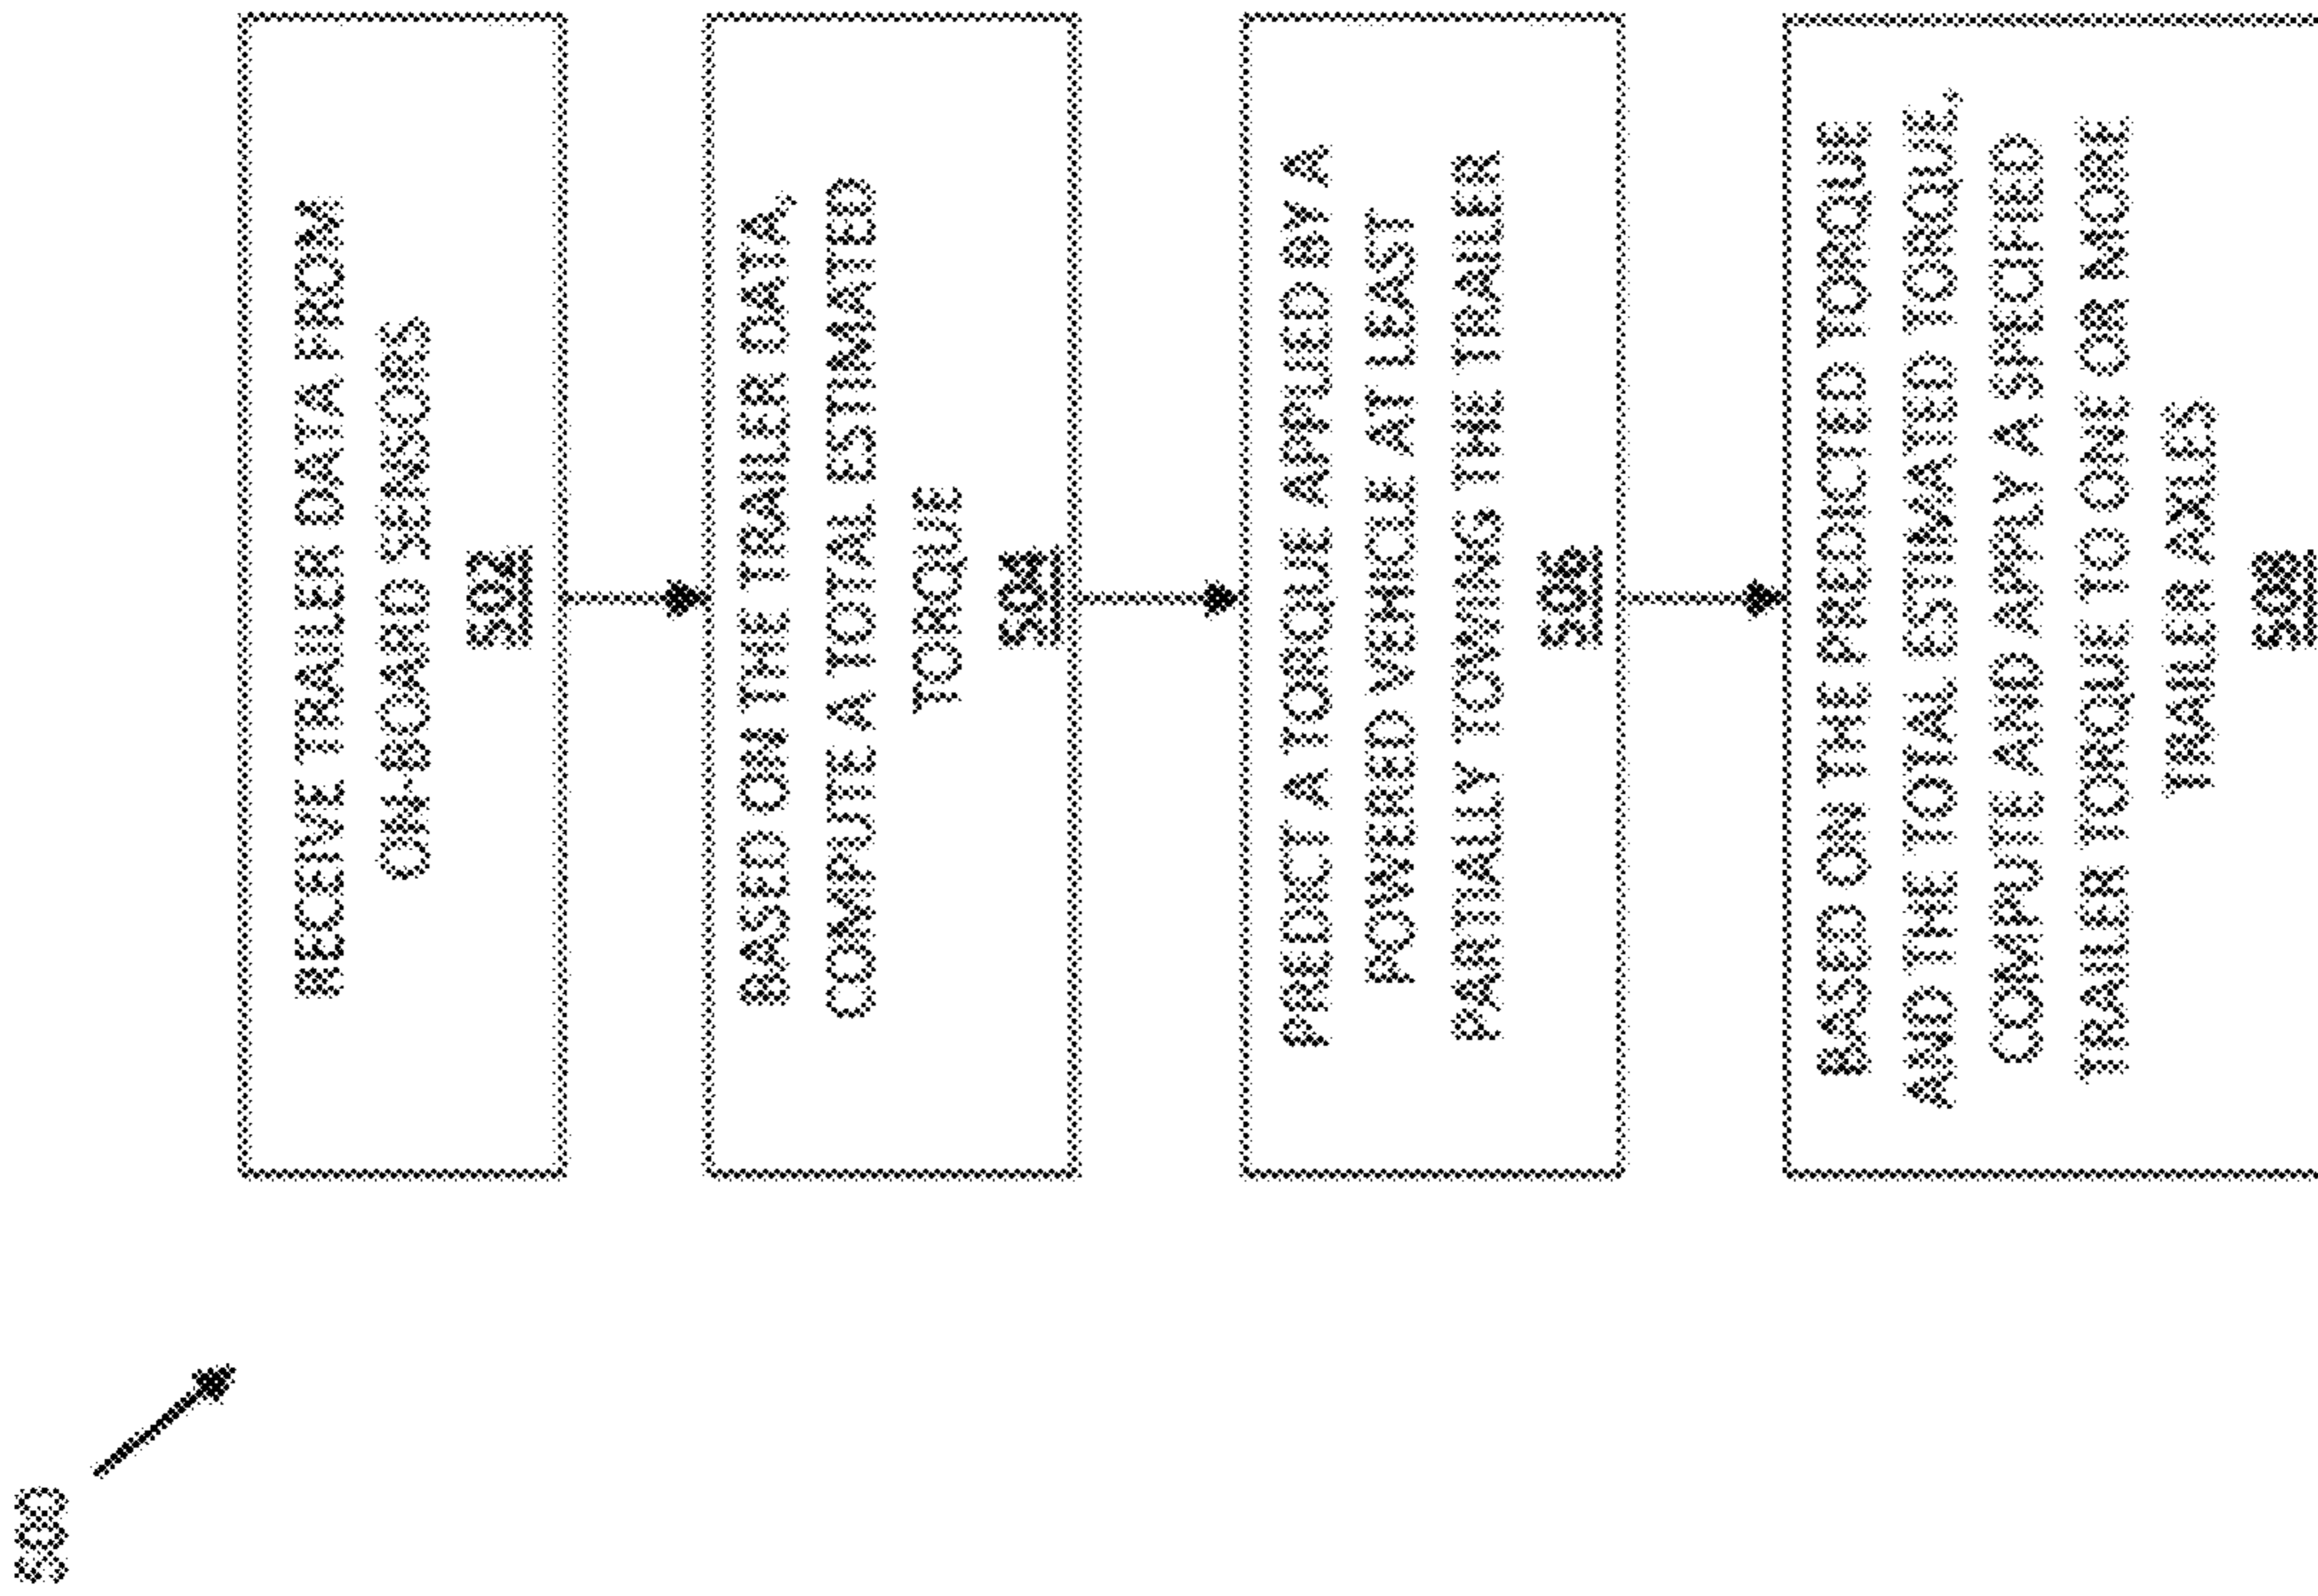 500
RECEIVE TRAILER DATA FROM
ON-BOARD SENSORS
502
BASED ON THE TRAILER DATA,
COMPUTE A TOTAL ESTIMATED
TORQUE
504
PREDICT A TORQUE APPLIED BY A
POWERED VEHICLE AT LEAST
PARTIALLY TOWING THE TRAILER
506
BASED ON THE PREDICTED TORQUE
AND THE TOTAL ESTIMATED TORQUE,
COMPUTE AND APPLY A SPECIFIED
TRAILER TORQUE TO ONE OR MORE
TRAILER AXLES
508